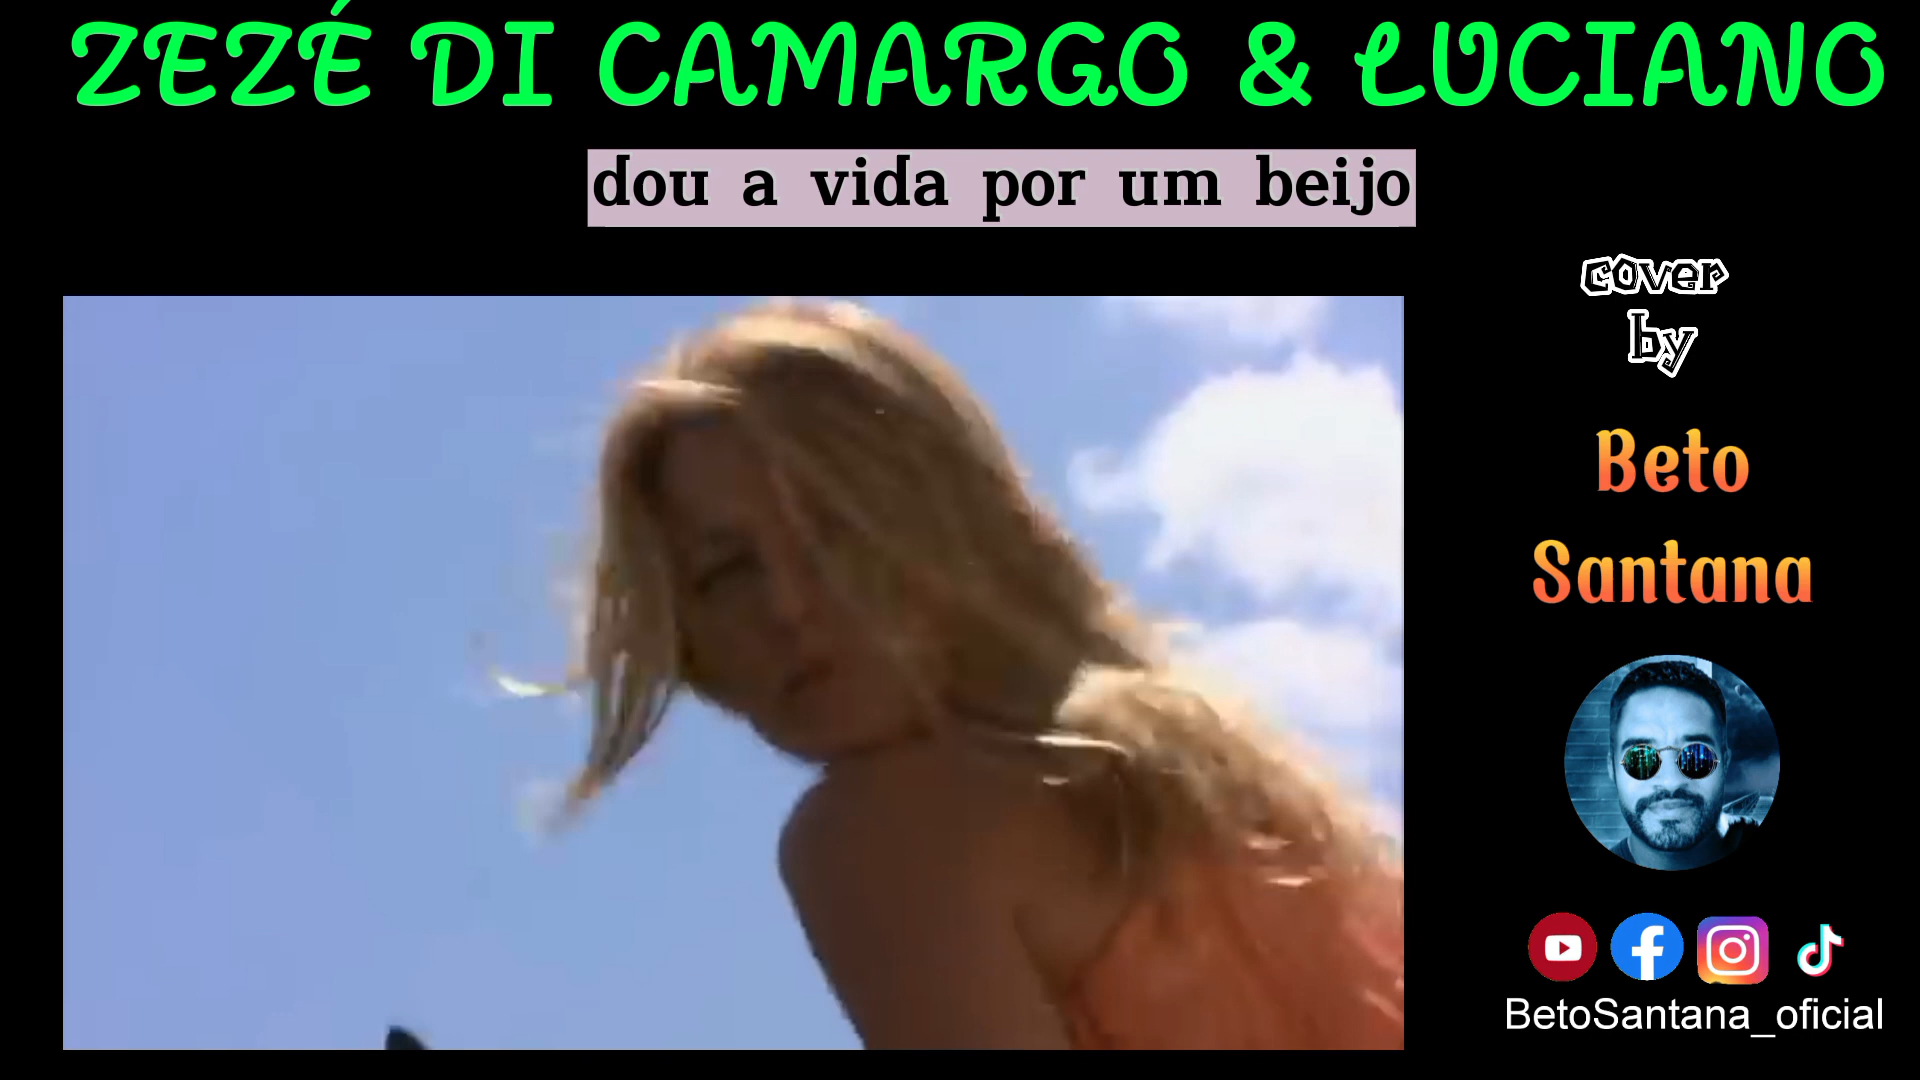 ZEZÉ DI CAMARGO & LUCIANO
dou a vida por um beijo
cover
by
Beto
Santana
BetoSantana_oficial